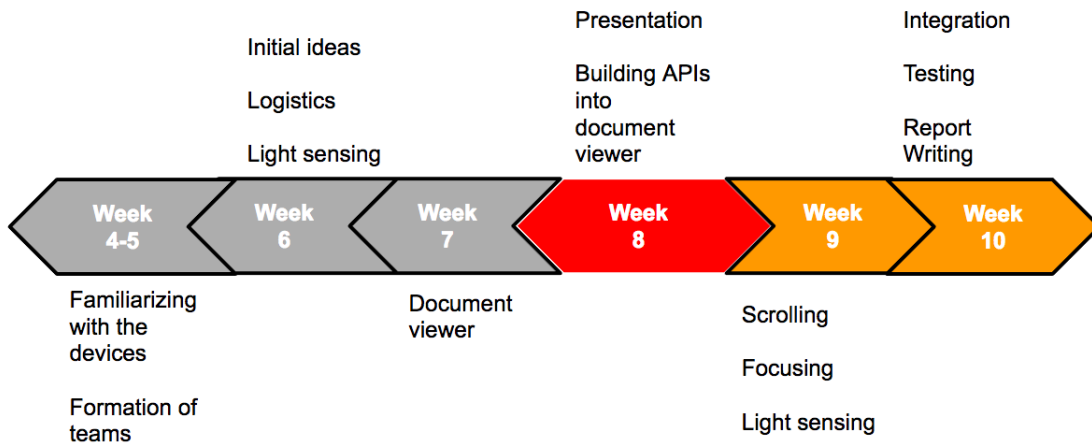 Initial ideas
Logistics
Light sensing
Presentation
Building APIs
into
document
viewer
Integration
Testing
Report
Writing
Week
4-5
Week
6
Week
7
Week
8
Week
9
Week
10
Familiarizing
with the
devices
Formation of
teams
Document
viewer
Scrolling
Focusing
Light sensing